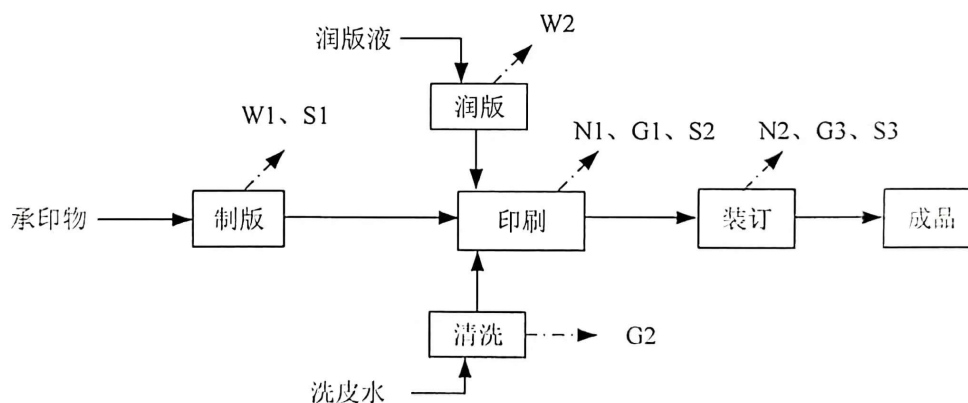 润版液
W2
润版
W1、S1
N1、G1、S2
N2、G3、S3
承印物
制版
印刷
装订
成品
清洗
G2
洗皮水